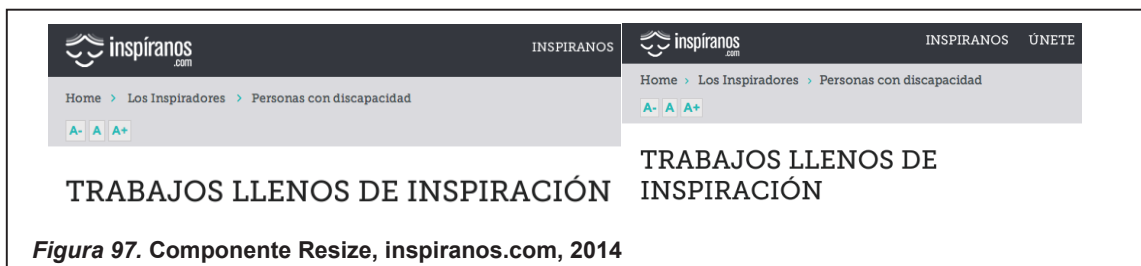 inspíranos
.com
INSPIRANOS
Home > Los Inspiradores > Personas con discapacidad
A- A A+
TRABAJOS LLENOS DE INSPIRACIÓN
inspíranos
.com
INSPIRANOS ÚNETE
Home > Los Inspiradores > Personas con discapacidad
A- A A+
TRABAJOS LLENOS DE
INSPIRACIÓN
Figura 97. Componente Resize, inspiranos.com, 2014